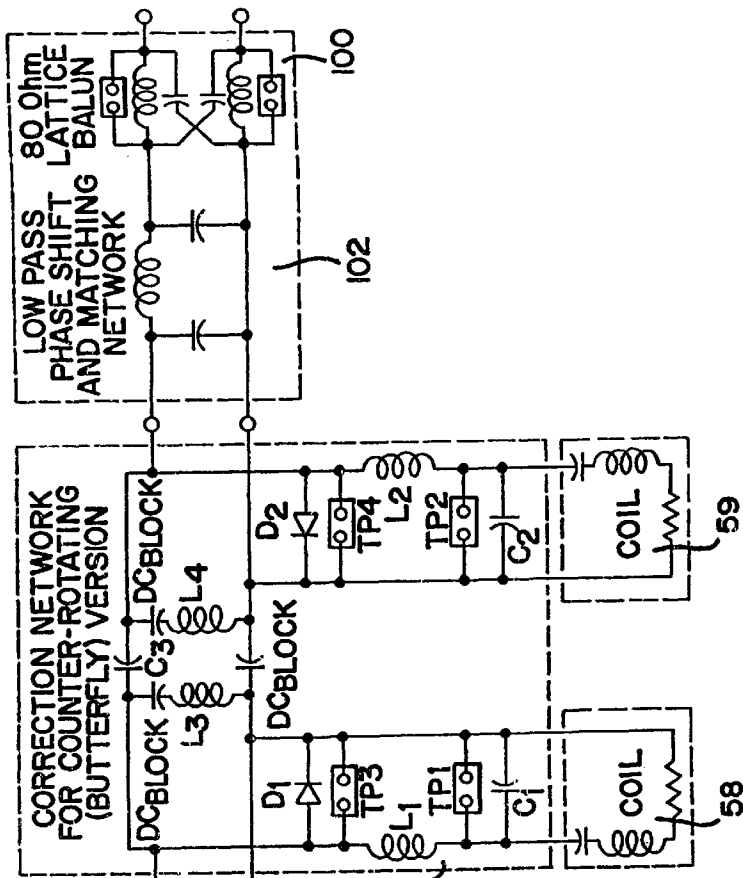 80 Ohm
LATTICE
BALUN
100
LOW PASS
PHASE SHIFT
AND MATCHING
NETWORK
102
CORRECTION NETWORK
FOR COUNTER-ROTATING
(BUTTERFLY) VERSION
DCBLOCK
DCBLOCK
C3
L4
L3
DCBLOCK
D2
TP4
L2
TP2
C2
D1
TP3
L1
TP1
C1
COIL
59
COIL
58